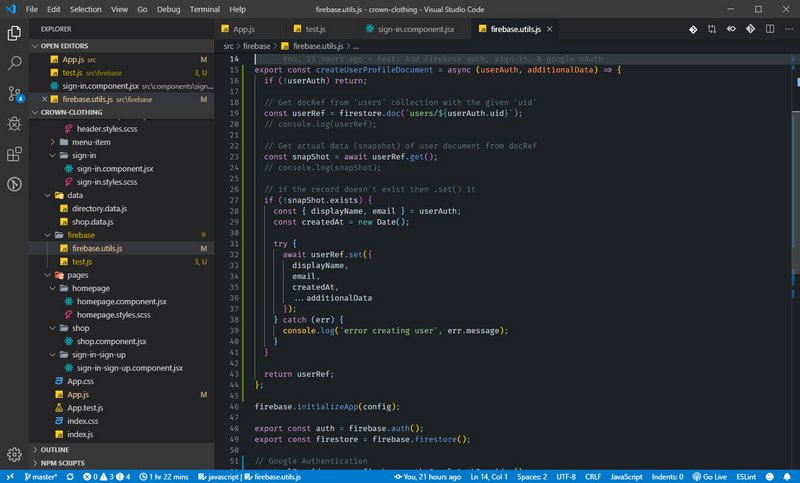 File Edit Selection View Go Debug Terminal Help
firebase.utils.js - crown-clothing - Visual Studio Code
EXPLORER
OPEN EDITORS
App.js M
test.js src\firebase 3, U
sign-in.component.jsx src\components\sign...
firebase.utils.js src\firebase M
CROWN-CLOTHING
header.styles.scss
menu-item
sign-in
sign-in.component.jsx
sign-in.styles.scss
data
directory.data.js
shop.data.js
firebase
firebase.utils.js M
test.js 3, U
pages
homepage
homepage.component.jsx
homepage.styles.scss
shop
shop.component.jsx
sign-in-sign-up
sign-in-sign-up.component.jsx
App.css
App.js M
App.test.js
index.css
index.js
OUTLINE
NPM SCRIPTS
4
App.js test.js sign-in.component.jsx firebase.utils.js
src > firebase > firebase.utils.js > ...
14 You, 21 hours ago • feat: Add firebase auth, sign-in, & google oAuth
15 export const createUserProfileDocument = async (userAuth, additionalData) => {
16 if (!userAuth) return;
17
18 // Get docRef from 'users' collection with the given 'uid'
19 const userRef = firestore.doc(`users/${userAuth.uid}`);
20 // console.log(userRef);
21
22 // Get actual data (snapshot) of user document from docRef
23 const snapShot = await userRef.get();
24 // console.log(snapShot);
25
26 // if the record doesn't exist then .set() it
27 if (!snapShot.exists) {
28 const { displayName, email } = userAuth;
29 const createdAt = new Date();
30
31 try {
32 await userRef.set({
33 displayName,
34 email,
35 createdAt,
36 ...additionalData
37 });
38 } catch (err) {
39 console.log('error creating user', err.message);
40 }
41 }
42
43 return userRef;
44 };
45
46 firebase.initializeApp(config);
47
48 export const auth = firebase.auth();
49 export const firestore = firebase.firestore();
50
51 // Google Authentication
master* 0 3 4 1 hr 22 mins javascript | firebase.utils.js You, 21 hours ago Ln 14, Col 1 Spaces: 2 UTF-8 CRLF JavaScript Indents: 0 Go Live ESLint